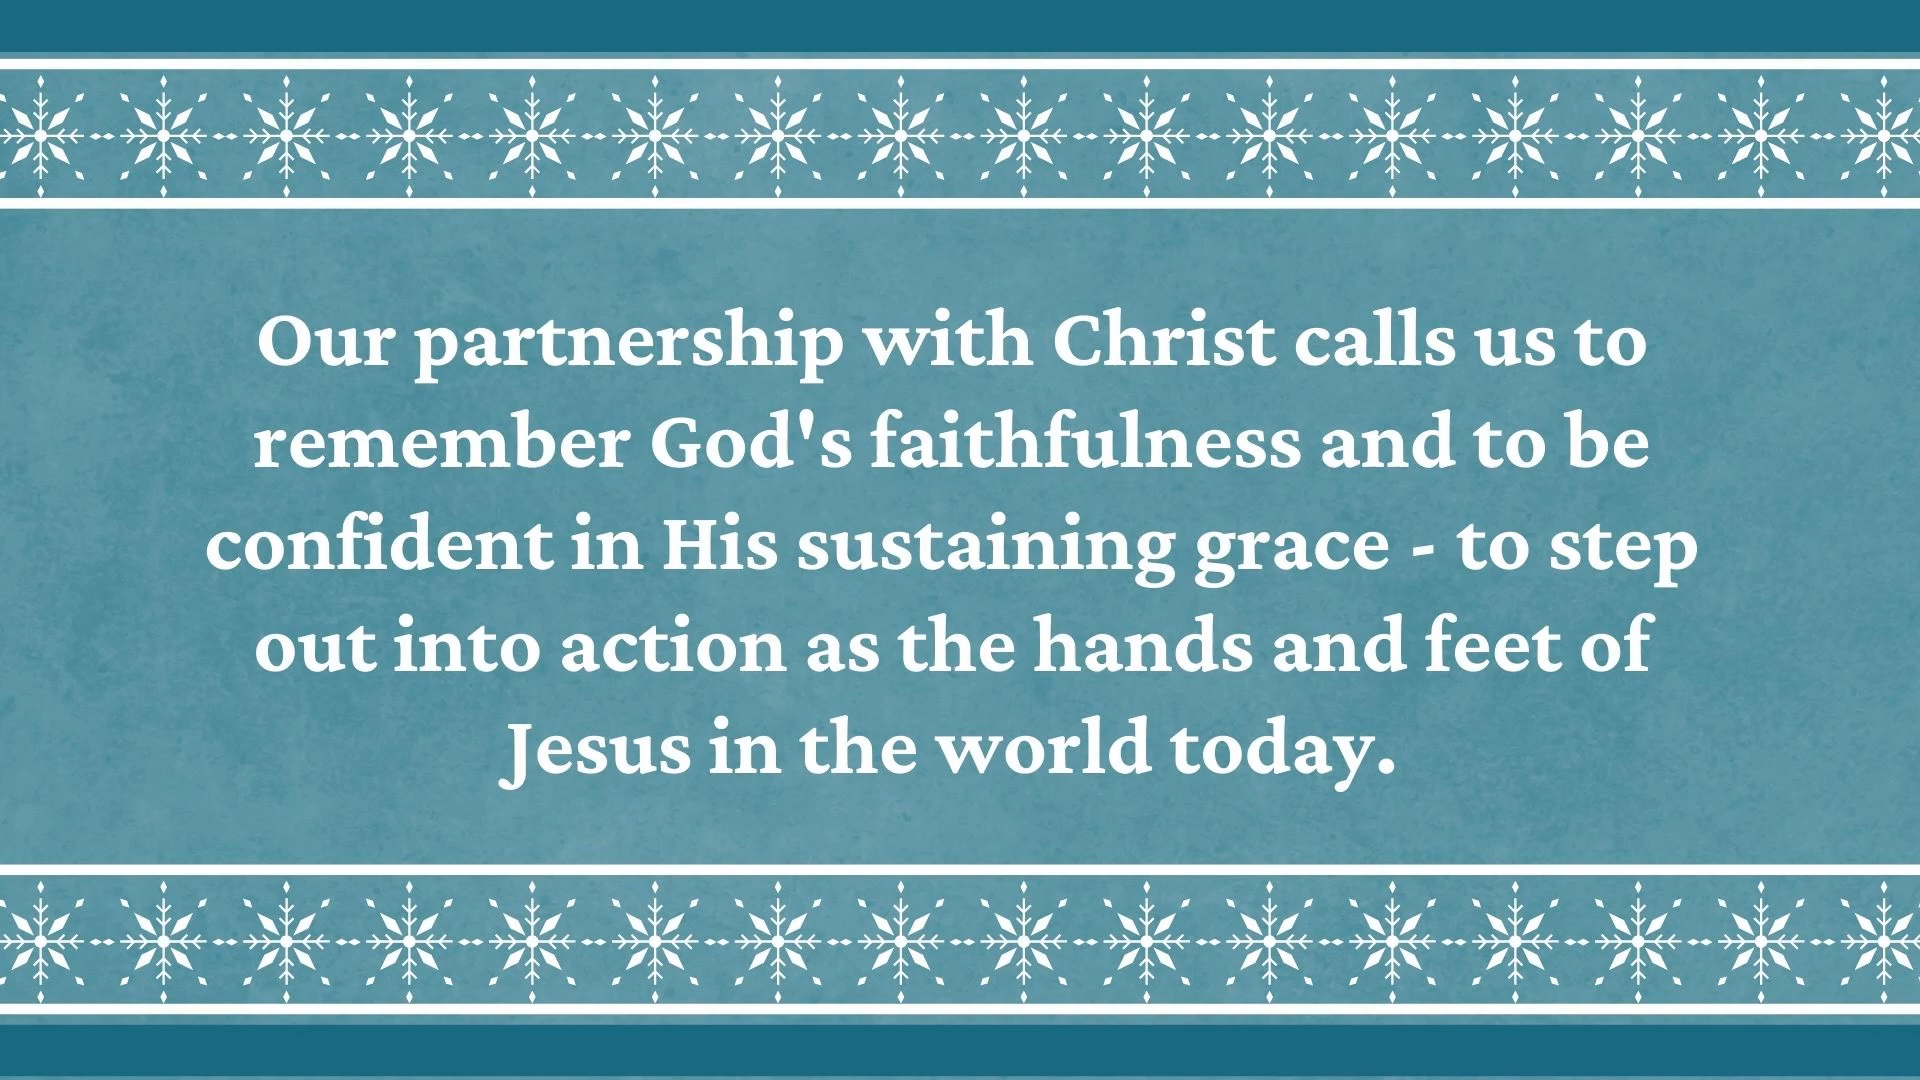 Our partnership with Christ calls us to
remember God's faithfulness and to be
confident in His sustaining grace - to step
out into action as the hands and feet of
Jesus in the world today.